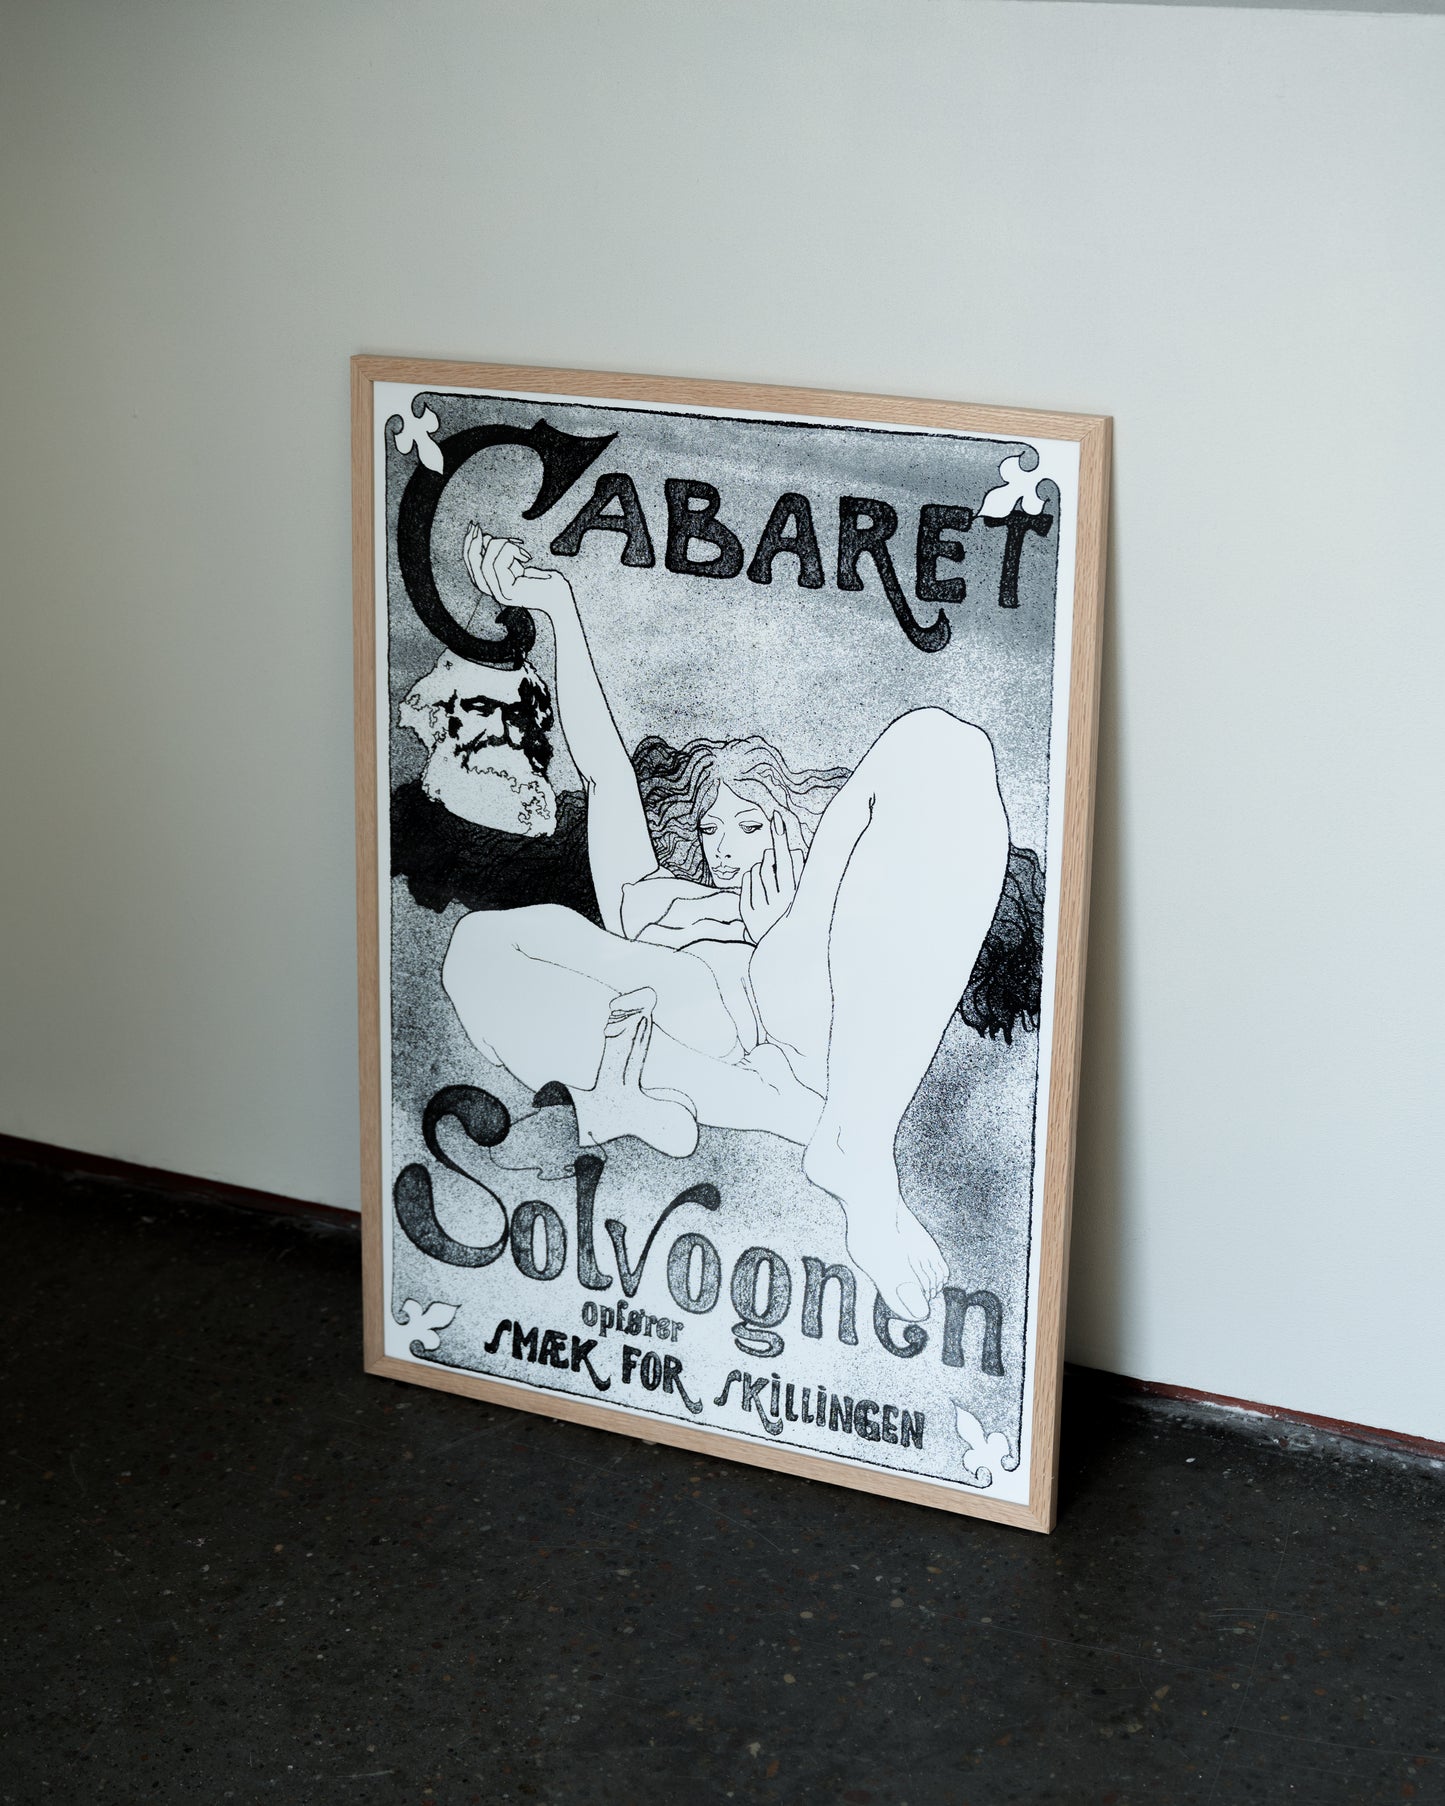 CABARET
Solvognen
opfører
SMÆK FOR SKILLINGEN